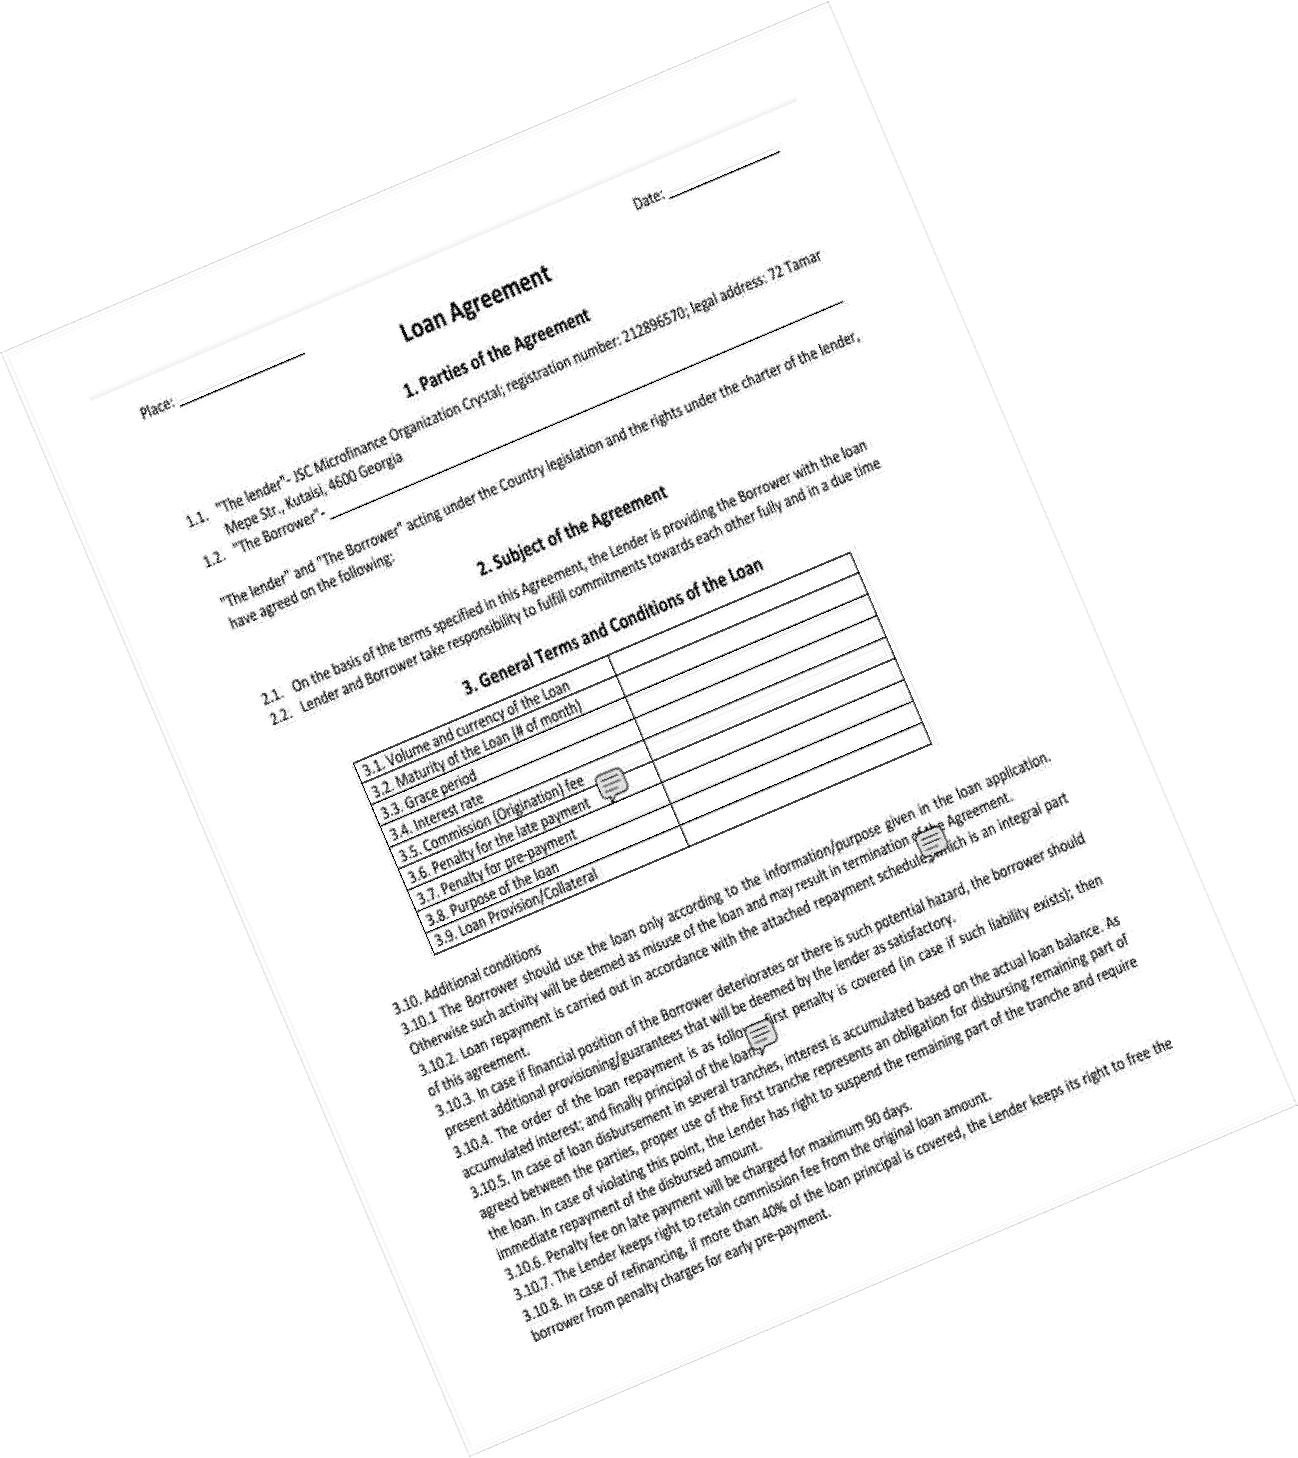 Date:
Place:
Loan Agreement
1. Parties of the Agreement
1.1. "The lender"- JSC Microfinance Organization Crystal; registration number: 212896570; legal address: 72 Tamar
Mepe Str., Kutaisi, 4600 Georgia
1.2. "The Borrower"-
"The lender" and "The Borrower" acting under the Country legislation and the rights under the charter of the lender,
have agreed on the following:
2. Subject of the Agreement
2.1. On the basis of the terms specified in this Agreement, the Lender is providing the Borrower with the loan
2.2. Lender and Borrower take responsibility to fulfill commitments towards each other fully and in a due time
3. General Terms and Conditions of the Loan
3.1. Volume and currency of the Loan
3.2. Maturity of the Loan (# of month)
3.3. Grace period
3.4. Interest rate
3.5. Commission (Origination) fee
3.6. Penalty for the late payment
3.7. Penalty for pre-payment
3.8. Purpose of the loan
3.9. Loan Provision/Collateral
3.10. Additional conditions
3.10.1 The Borrower should use the loan only according to the information/purpose given in the loan application.
Otherwise such activity will be deemed as misuse of the loan and may result in termination of the Agreement.
3.10.2. Loan repayment is carried out in accordance with the attached repayment schedule, which is an integral part
of this agreement.
3.10.3. In case if financial position of the Borrower deteriorates or there is such potential hazard, the borrower should
present additional provisioning/guarantees that will be deemed by the lender as satisfactory.
3.10.4. The order of the loan repayment is as follows: first penalty is covered (in case if such liability exists); then
accumulated interest; and finally principal of the loan.
3.10.5. In case of loan disbursement in several tranches, interest is accumulated based on the actual loan balance. As
agreed between the parties, proper use of the first tranche represents an obligation for disbursing remaining part of
the loan. In case of violating this point, the Lender has right to suspend the remaining part of the tranche and require
immediate repayment of the disbursed amount.
3.10.6. Penalty fee on late payment will be charged for maximum 90 days.
3.10.7. The Lender keeps right to retain commission fee from the original loan amount.
3.10.8. In case of refinancing, if more than 40% of the loan principal is covered, the Lender keeps its right to free the
borrower from penalty charges for early pre-payment.